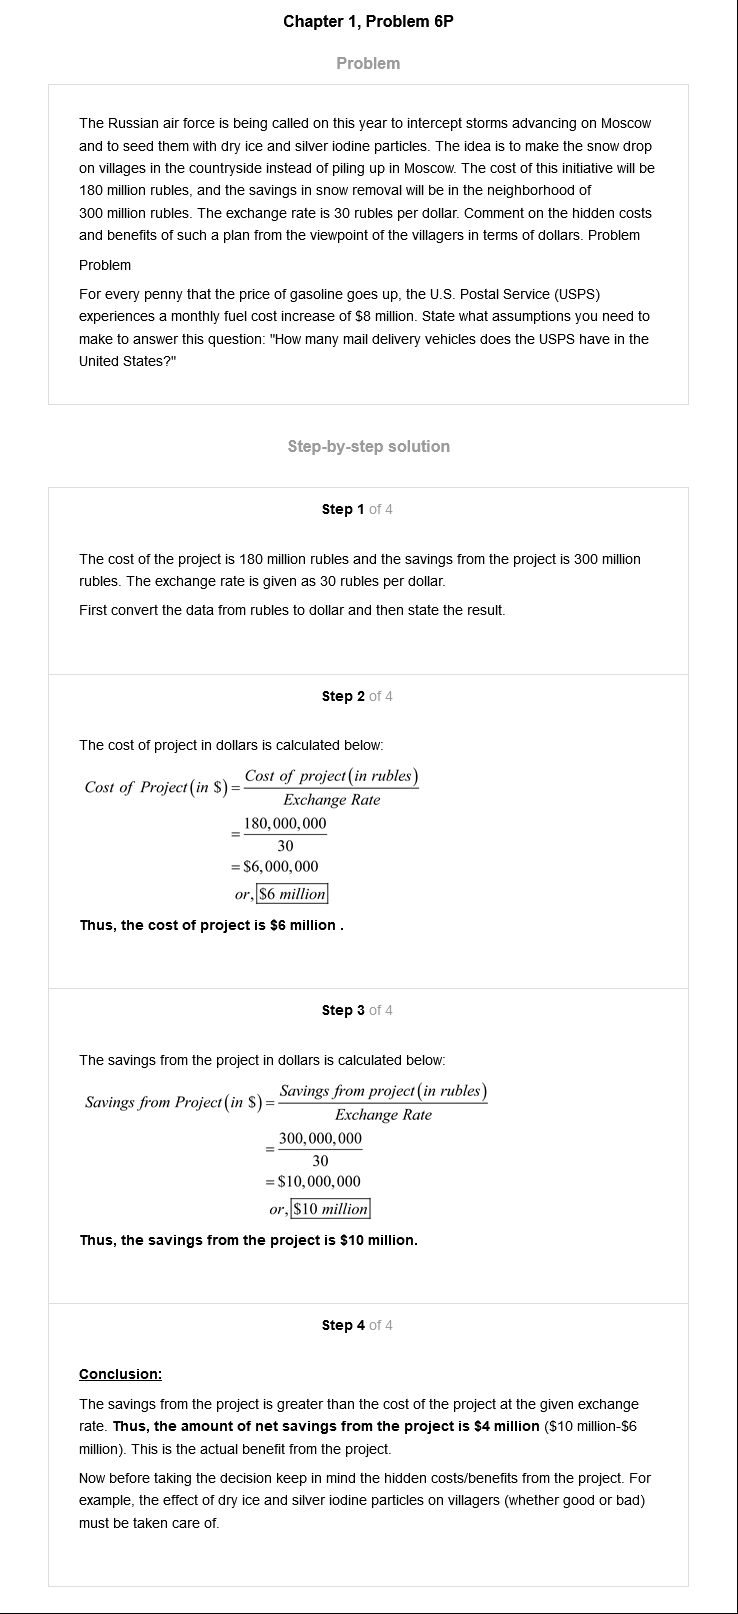 Chapter 1, Problem 6P
Problem
The Russian air force is being called on this year to intercept storms advancing on Moscow
and to seed them with dry ice and silver iodine particles. The idea is to make the snow drop
on villages in the countryside instead of piling up in Moscow. The cost of this initiative will be
180 million rubles, and the savings in snow removal will be in the neighborhood of
300 million rubles. The exchange rate is 30 rubles per dollar. Comment on the hidden costs
and benefits of such a plan from the viewpoint of the villagers in terms of dollars. Problem
Problem
For every penny that the price of gasoline goes up, the U.S. Postal Service (USPS)
experiences a monthly fuel cost increase of $8 million. State what assumptions you need to
make to answer this question: "How many mail delivery vehicles does the USPS have in the
United States?"
Step-by-step solution
Step 1 of 4
The cost of the project is 180 million rubles and the savings from the project is 300 million
rubles. The exchange rate is given as 30 rubles per dollar.
First convert the data from rubles to dollar and then state the result.
Step 2 of 4
The cost of project in dollars is calculated below:
Cost of Project(in $)= Cost of project(in rubles)
Exchange Rate
= 180,000,000
30
= $6,000,000
or, $6 million
Thus, the cost of project is $6 million .
Step 3 of 4
The savings from the project in dollars is calculated below:
Savings from Project(in $)= Savings from project(in rubles)
Exchange Rate
= 300,000,000
30
= $10,000,000
or, $10 million
Thus, the savings from the project is $10 million.
Step 4 of 4
Conclusion:
The savings from the project is greater than the cost of the project at the given exchange
rate. Thus, the amount of net savings from the project is $4 million ($10 million-$6
million). This is the actual benefit from the project.
Now before taking the decision keep in mind the hidden costs/benefits from the project. For
example, the effect of dry ice and silver iodine particles on villagers (whether good or bad)
must be taken care of.